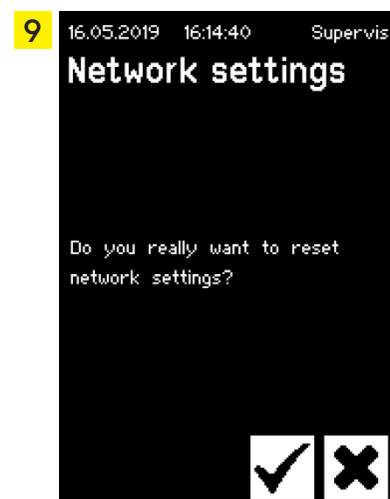 9
16.05.2019 16:14:40 Supervis
Network settings
Do you really want to reset
network settings?